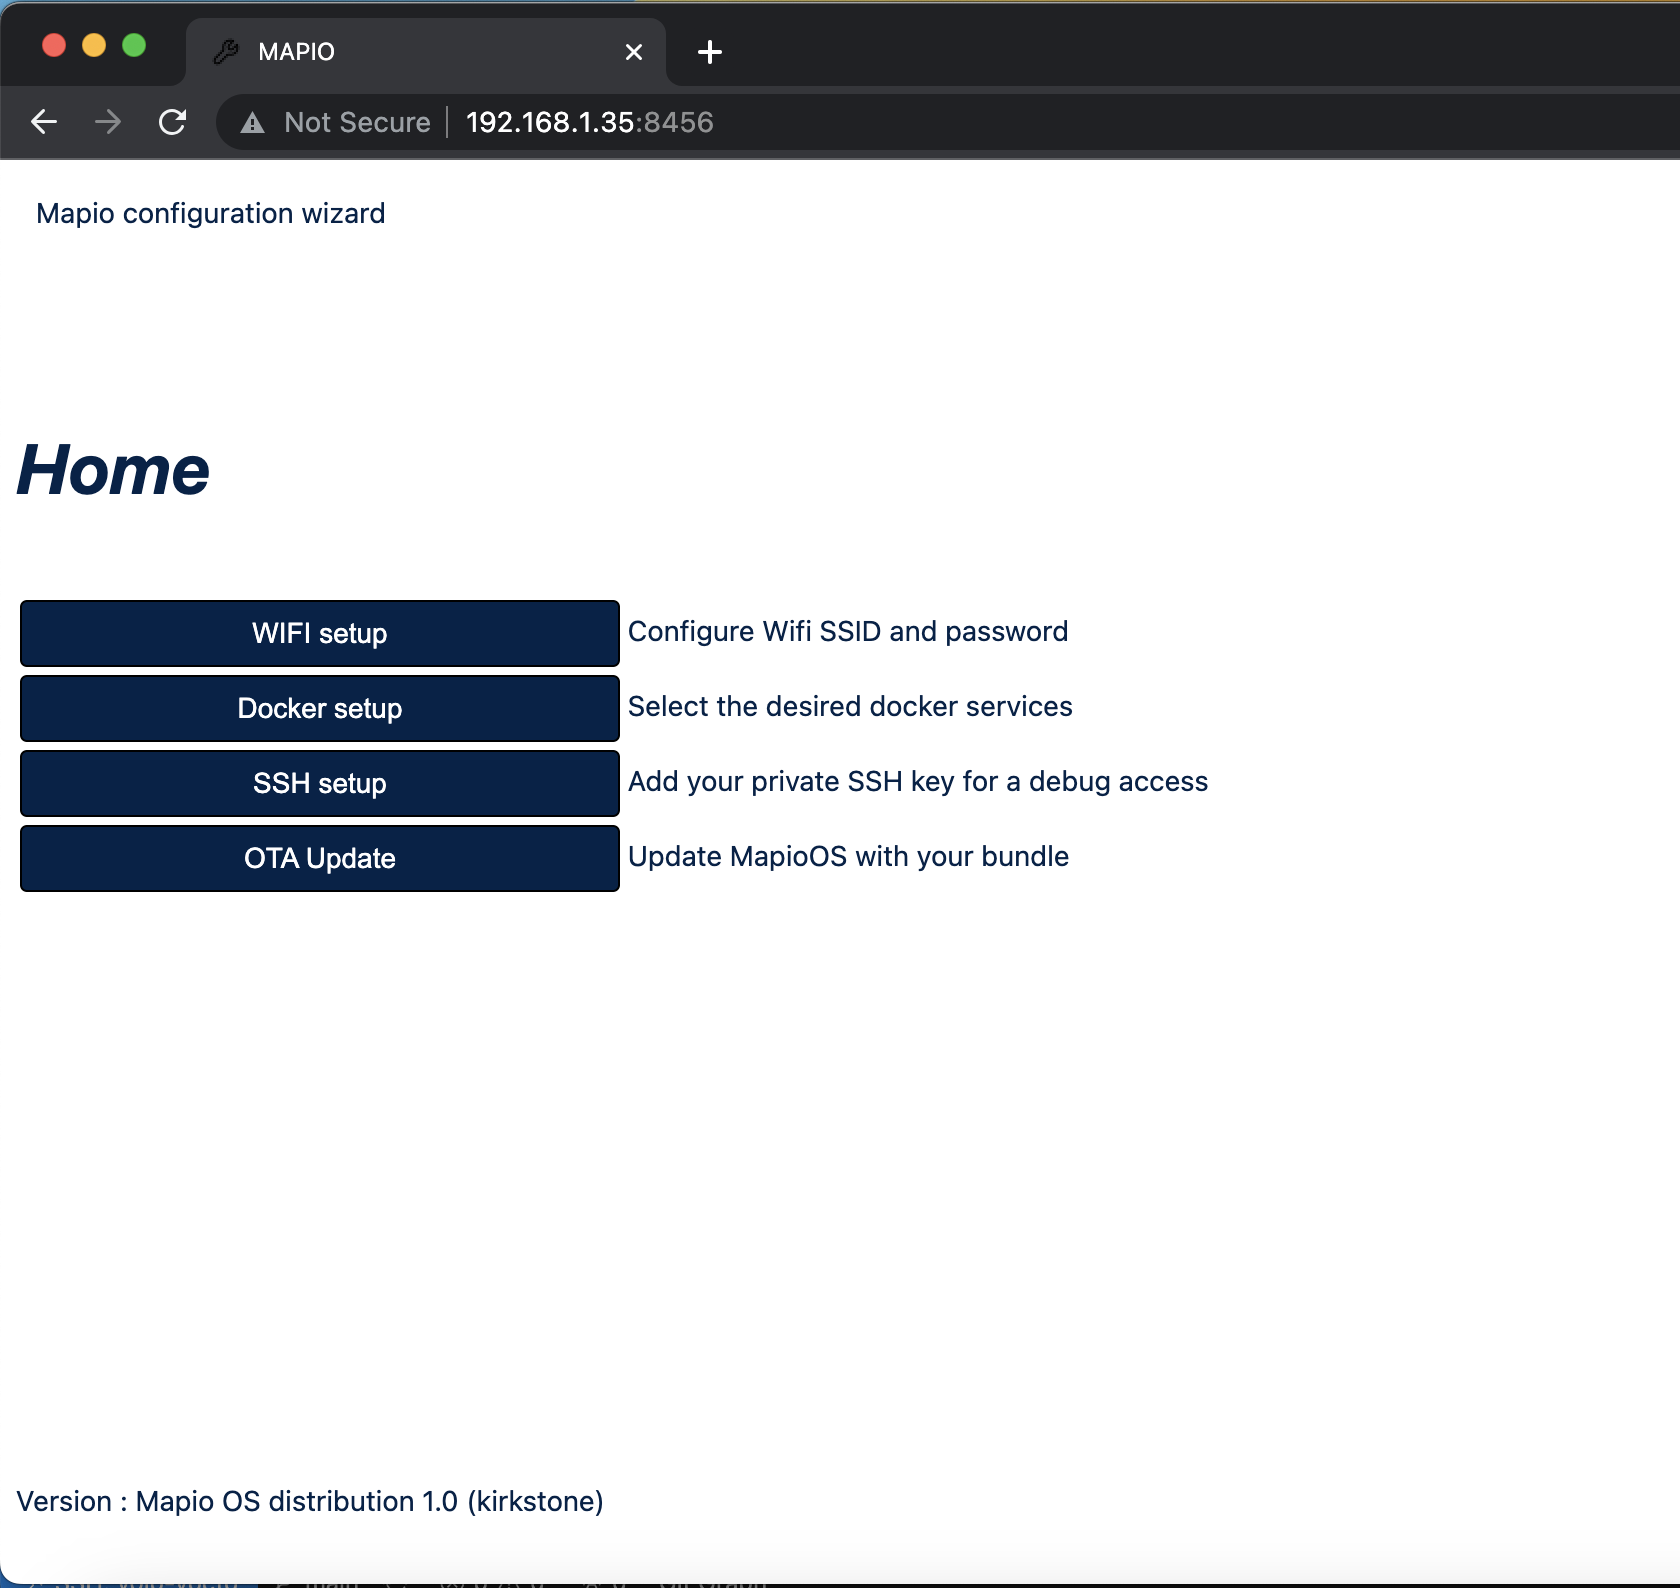 MAPIO
Not Secure 192.168.1.35:8456
Mapio configuration wizard
Home
WIFI setup Configure Wifi SSID and password
Docker setup Select the desired docker services
SSH setup Add your private SSH key for a debug access
OTA Update Update MapioOS with your bundle
Version : Mapio OS distribution 1.0 (kirkstone)